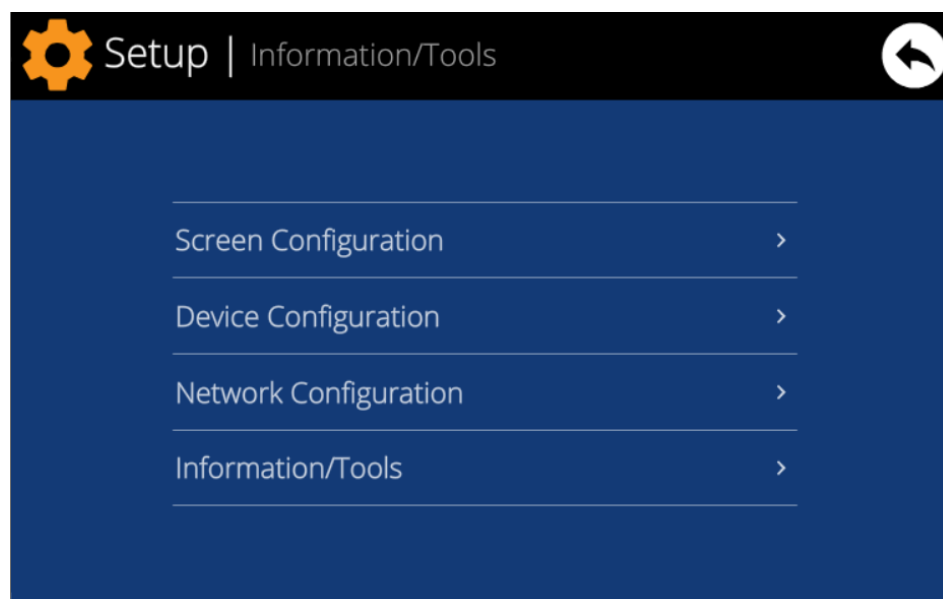 Setup | Information/Tools
Screen Configuration
Device Configuration
Network Configuration
Information/Tools